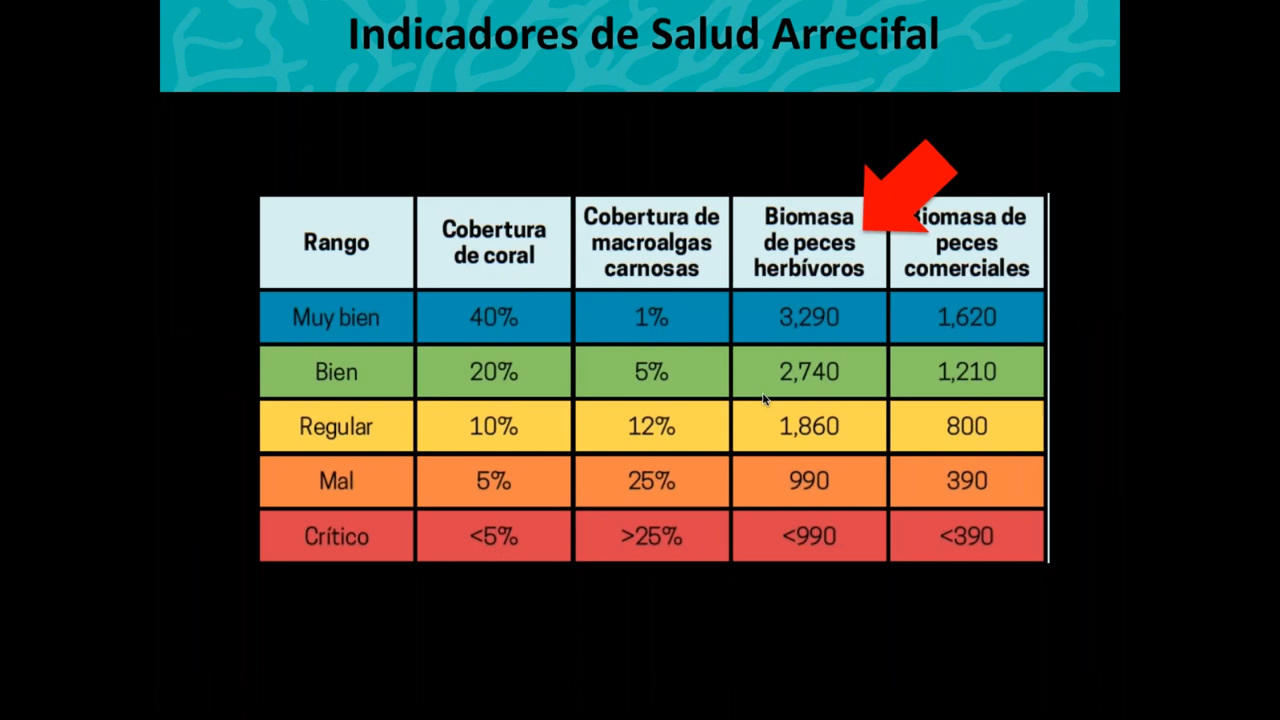 Indicadores de Salud Arrecifal
Rango
Cobertura
de coral
Cobertura de
macroalgas
carnosas
Biomasa
de peces
herbívoros
Biomasa de
peces
comerciales
Muy bien 40% 1% 3,290 1,620
Bien 20% 5% 2,740 1,210
Regular 10% 12% 1,860 800
Mal 5% 25% 990 390
Crítico <5% >25% <990 <390